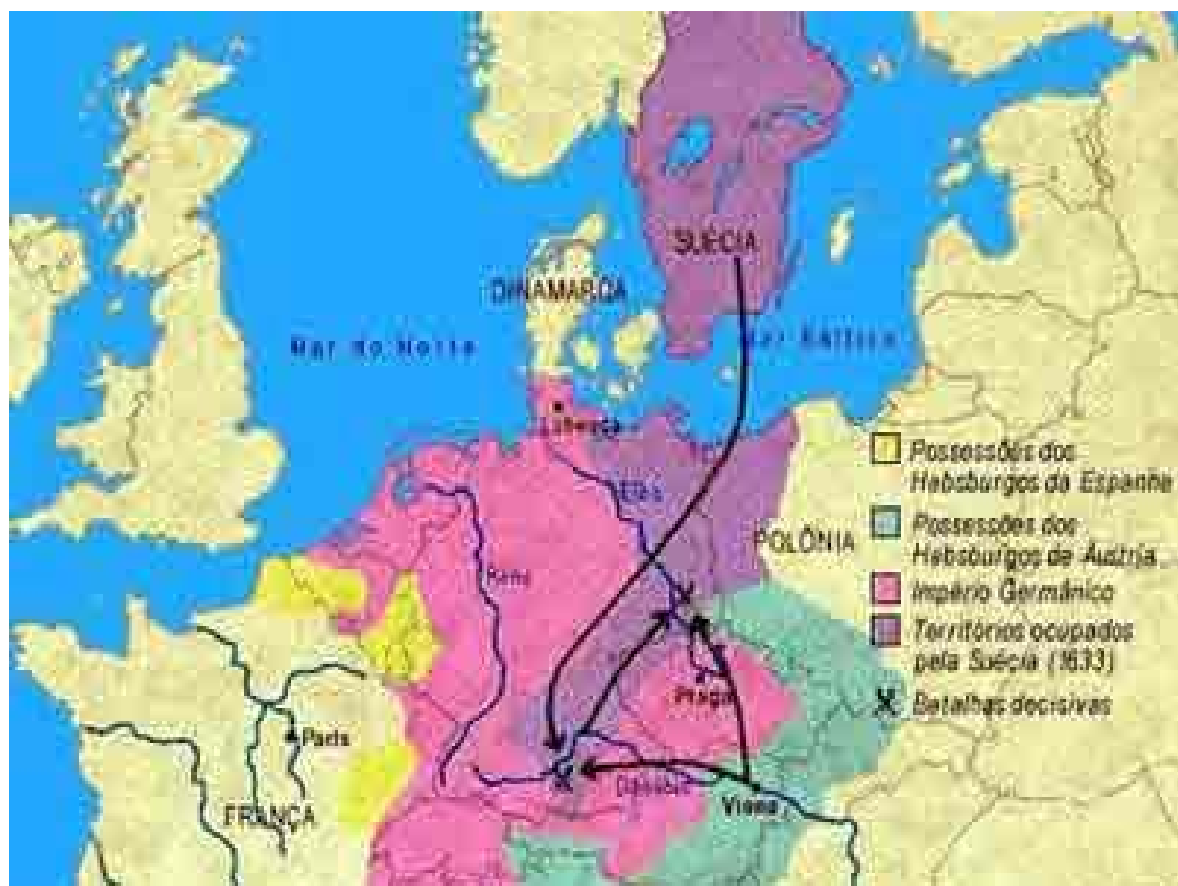 SUÉCIA
DINAMARCA
Mar do Norte
Mar Báltico
Elba
POLÔNIA
Reno
Praga
Paris
FRANÇA
Danúbio
Viena
Possessões dos
Habsburgos da Espanha
Possessões dos
Habsburgos de Áustria
Império Germânico
Territórios ocupados
pela Suécia (1633)
X Batalhas decisivas